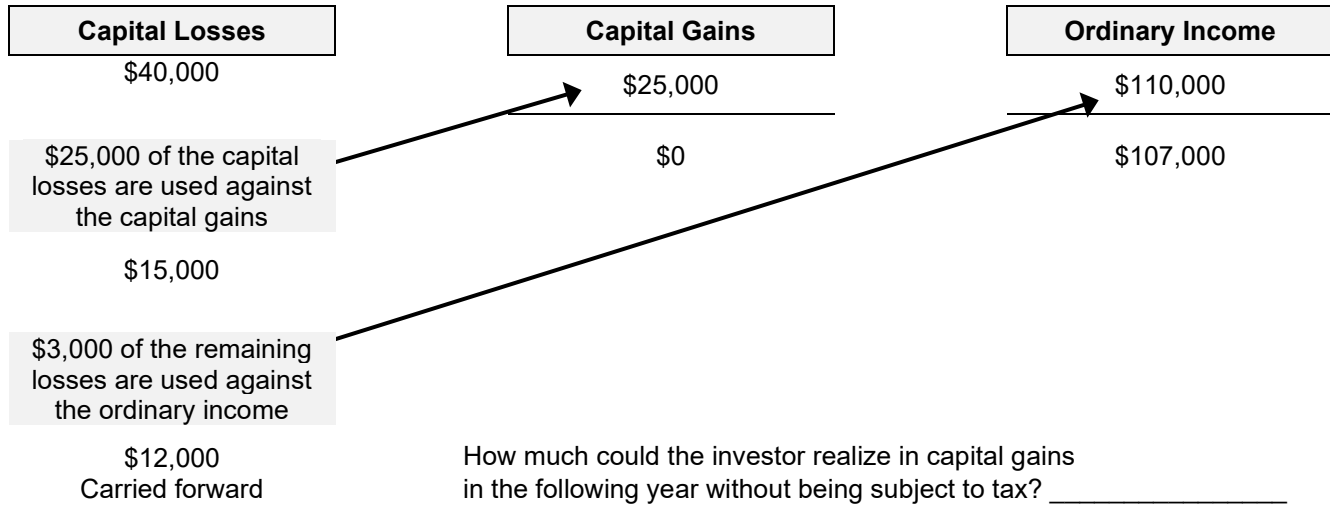 Capital Losses
Capital Gains
Ordinary Income
$40,000
$25,000
$110,000
$25,000 of the capital
losses are used against
the capital gains
$0
$107,000
$15,000
$3,000 of the remaining
losses are used against
the ordinary income
$12,000
Carried forward
How much could the investor realize in capital gains
in the following year without being subject to tax? _________________